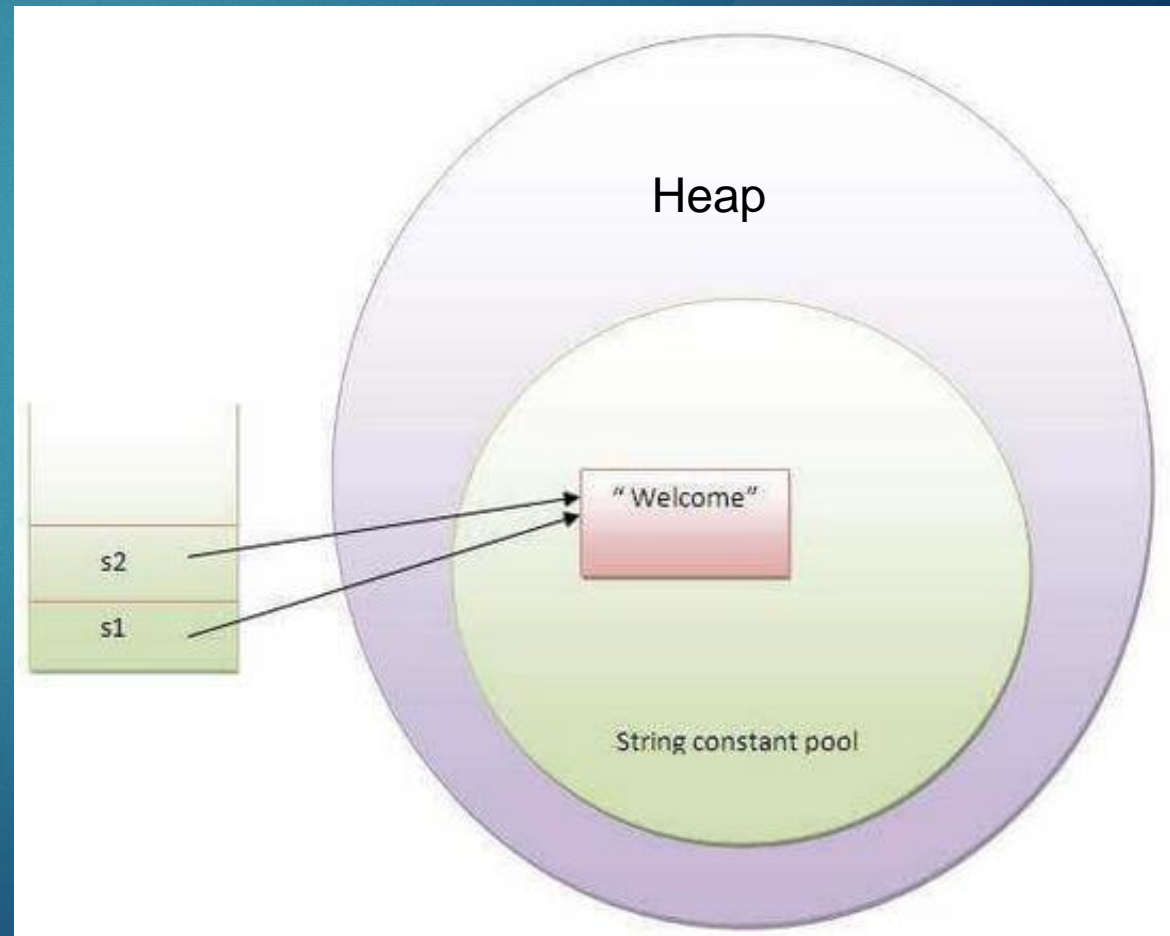 Heap
“ Welcome”
s2
s1
String constant pool